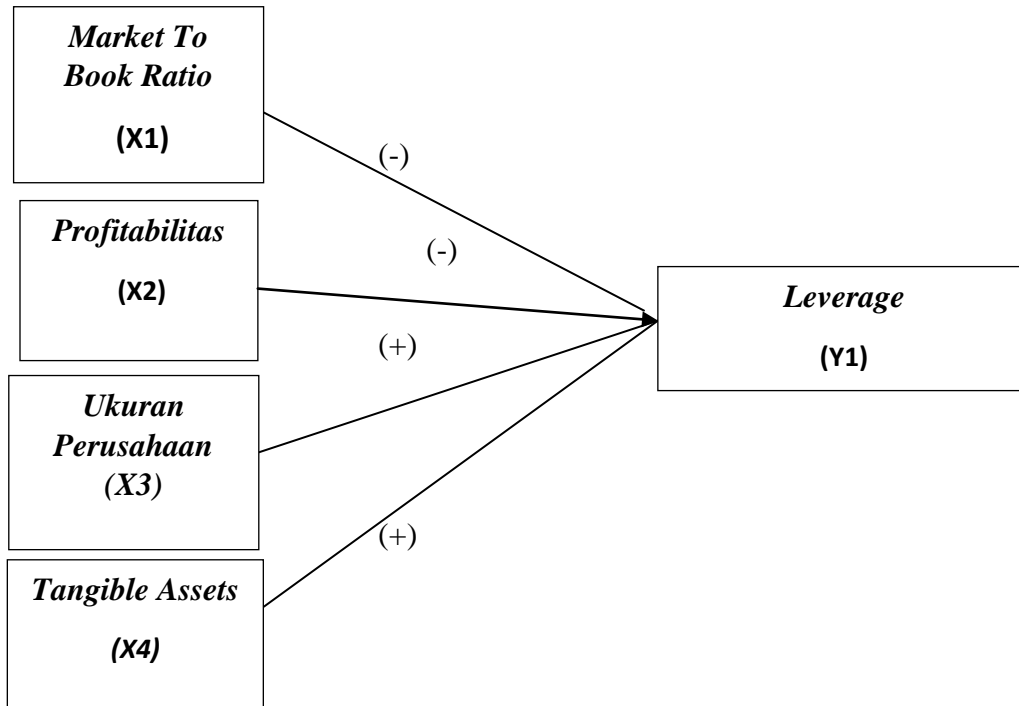 Market To
Book Ratio
(X1)
(-)
Profitabilitas
(X2)
(-)
Leverage
(Y1)
(+)
Ukuran
Perusahaan
(X3)
(+)
Tangible Assets
(X4)